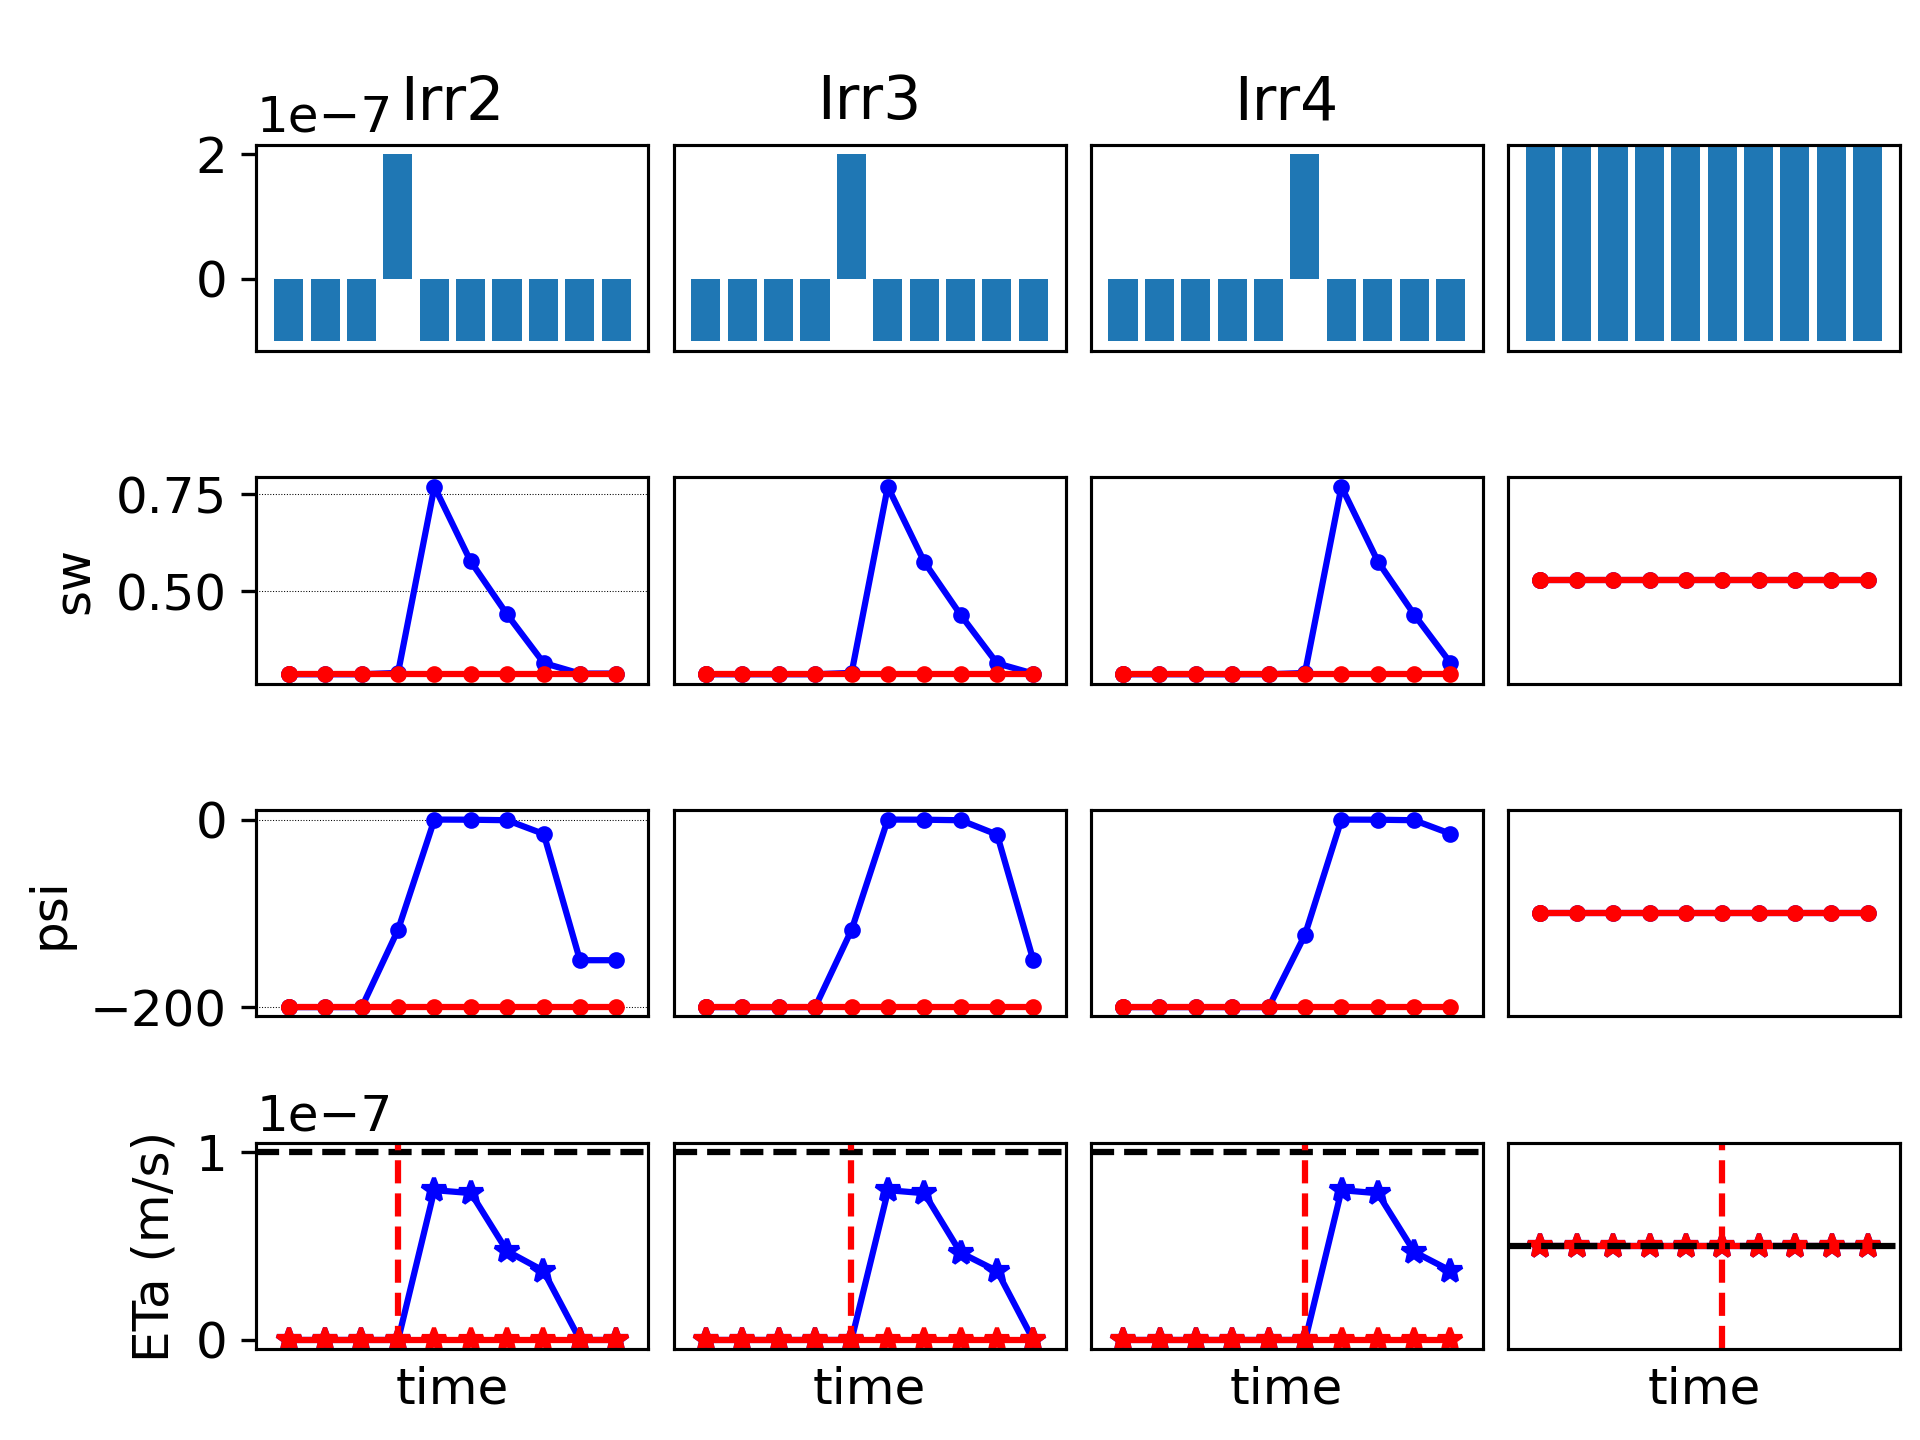 Irr2 Irr3 Irr4
1e−7
2
0
sw
0.75
0.50
psi
0
−200
1e−7
ETa (m/s)
1
0
time time time time